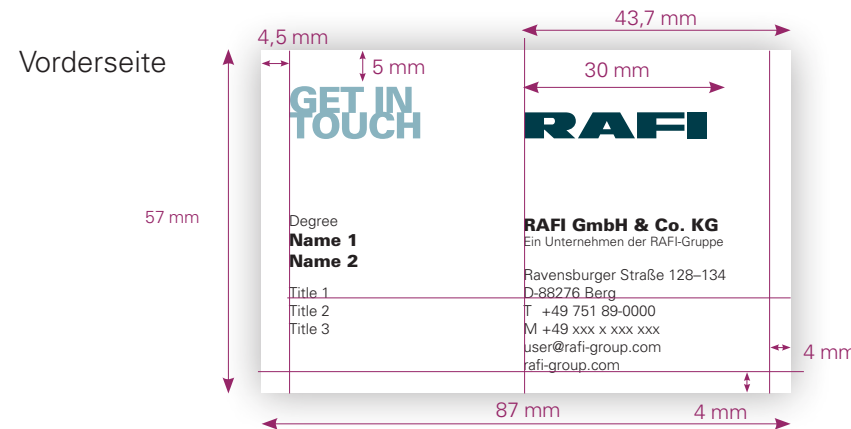 Vorderseite
43,7 mm
4,5 mm
5 mm
30 mm
57 mm
GET IN
TOUCH
RAFI
Degree
Name 1
Name 2
Title 1
Title 2
Title 3
RAFI GmbH & Co. KG
Ein Unternehmen der RAFI-Gruppe
Ravensburger Straße 128–134
D-88276 Berg
T +49 751 89-0000
M +49 xxx x xxx xxx
user@rafi-group.com
rafi-group.com
4 mm
87 mm
4 mm